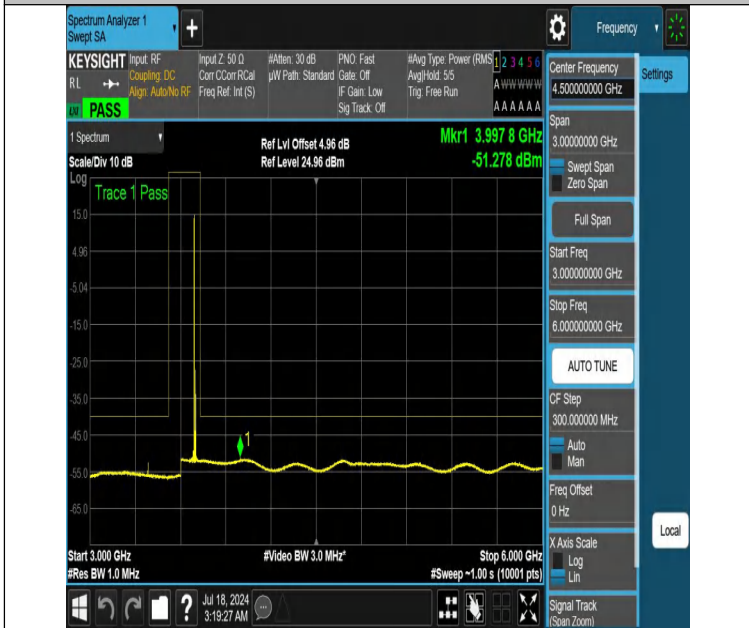 Spectrum Analyzer 1
Swept SA
+
Frequency
KEYSIGHT
RL
LXI
PASS
Input: RF
Coupling: DC
Align: Auto/No RF
Input Z: 50 Ω
Corr CCorr RCal
Freq Ref: Int (S)
#Atten: 30 dB
µW Path: Standard
PNO: Fast
Gate: Off
IF Gain: Low
Sig Track: Off
#Avg Type: Power (RMS
Avg|Hold: 5/5
Trig: Free Run
1 2 3 4 5 6
A W W W W W
A A A A A A
1 Spectrum
Scale/Div 10 dB
Ref Lvl Offset 4.96 dB
Ref Level 24.96 dBm
Mkr1 3.997 8 GHz
-51.278 dBm
Log
Trace 1 Pass
15.0
4.96
-5.04
-15.0
-25.0
-35.0
-45.0
-55.0
-65.0
1
Start 3.000 GHz
#Res BW 1.0 MHz
#Video BW 3.0 MHz*
Stop 6.000 GHz
#Sweep ~1.00 s (10001 pts)
Center Frequency
4.500000000 GHz
Settings
Span
3.00000000 GHz
Swept Span
Zero Span
Full Span
Start Freq
3.000000000 GHz
Stop Freq
6.000000000 GHz
AUTO TUNE
CF Step
300.000000 MHz
Auto
Man
Freq Offset
0 Hz
X Axis Scale
Log
Lin
Signal Track
(Span Zoom)
Local
?
Jul 18, 2024
3:19:27 AM